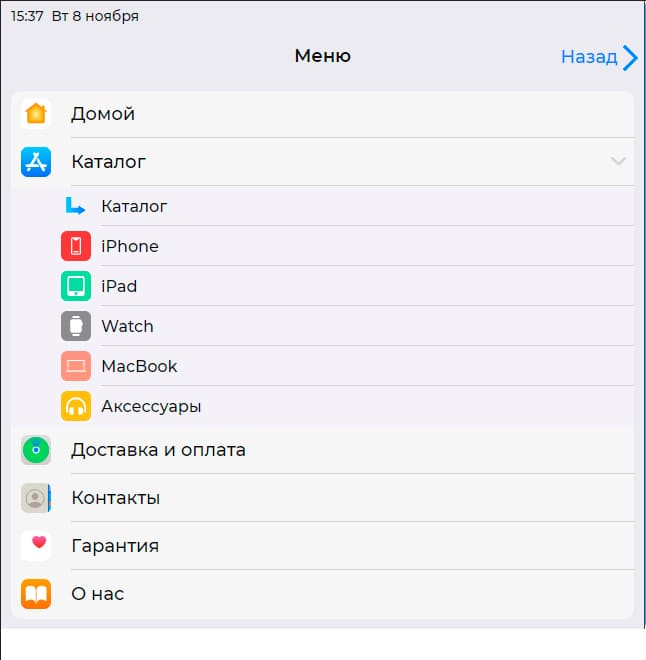 15:37 Вт 8 ноября
Меню
Назад
Домой
Каталог
Каталог
iPhone
iPad
Watch
MacBook
Аксессуары
Доставка и оплата
Контакты
Гарантия
О нас